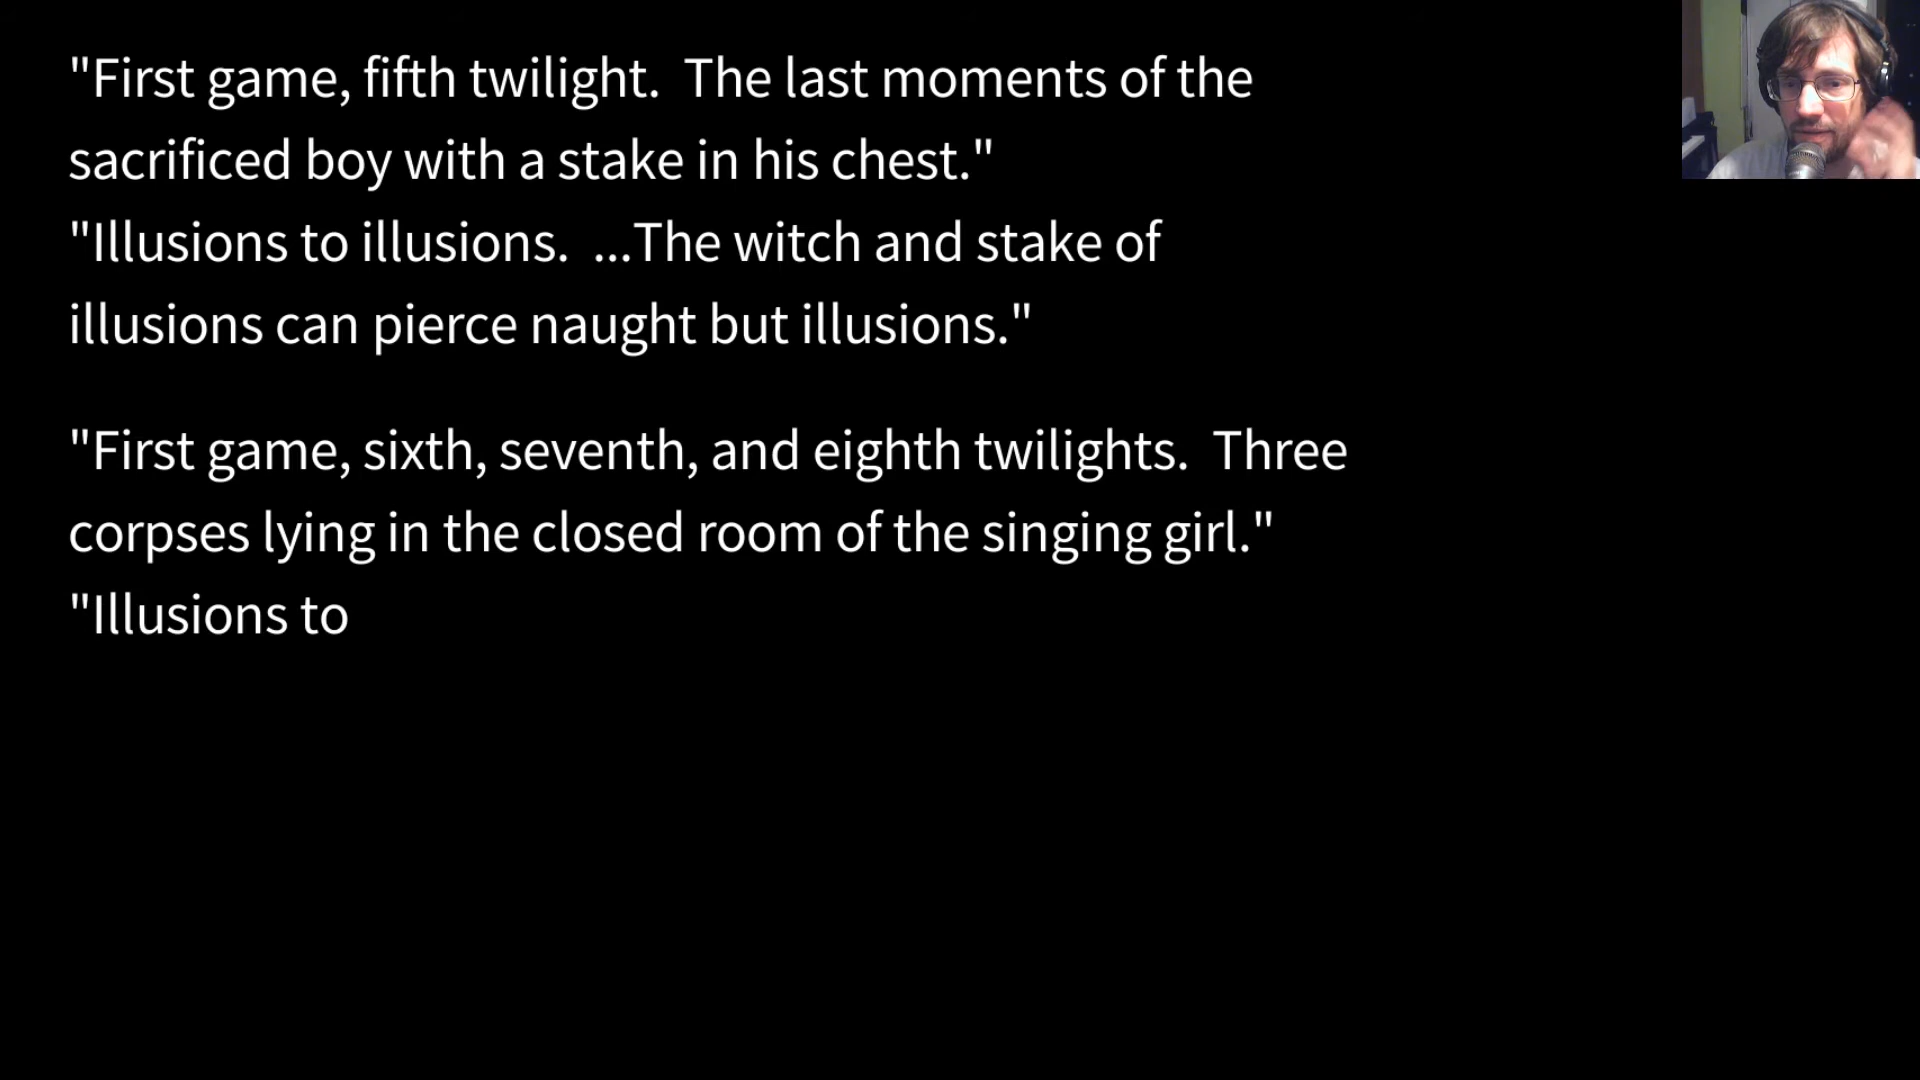 "First game, fifth twilight.  The last moments of the
sacrificed boy with a stake in his chest."
"Illusions to illusions.  ...The witch and stake of
illusions can pierce naught but illusions."
"First game, sixth, seventh, and eighth twilights.  Three
corpses lying in the closed room of the singing girl."
"Illusions to